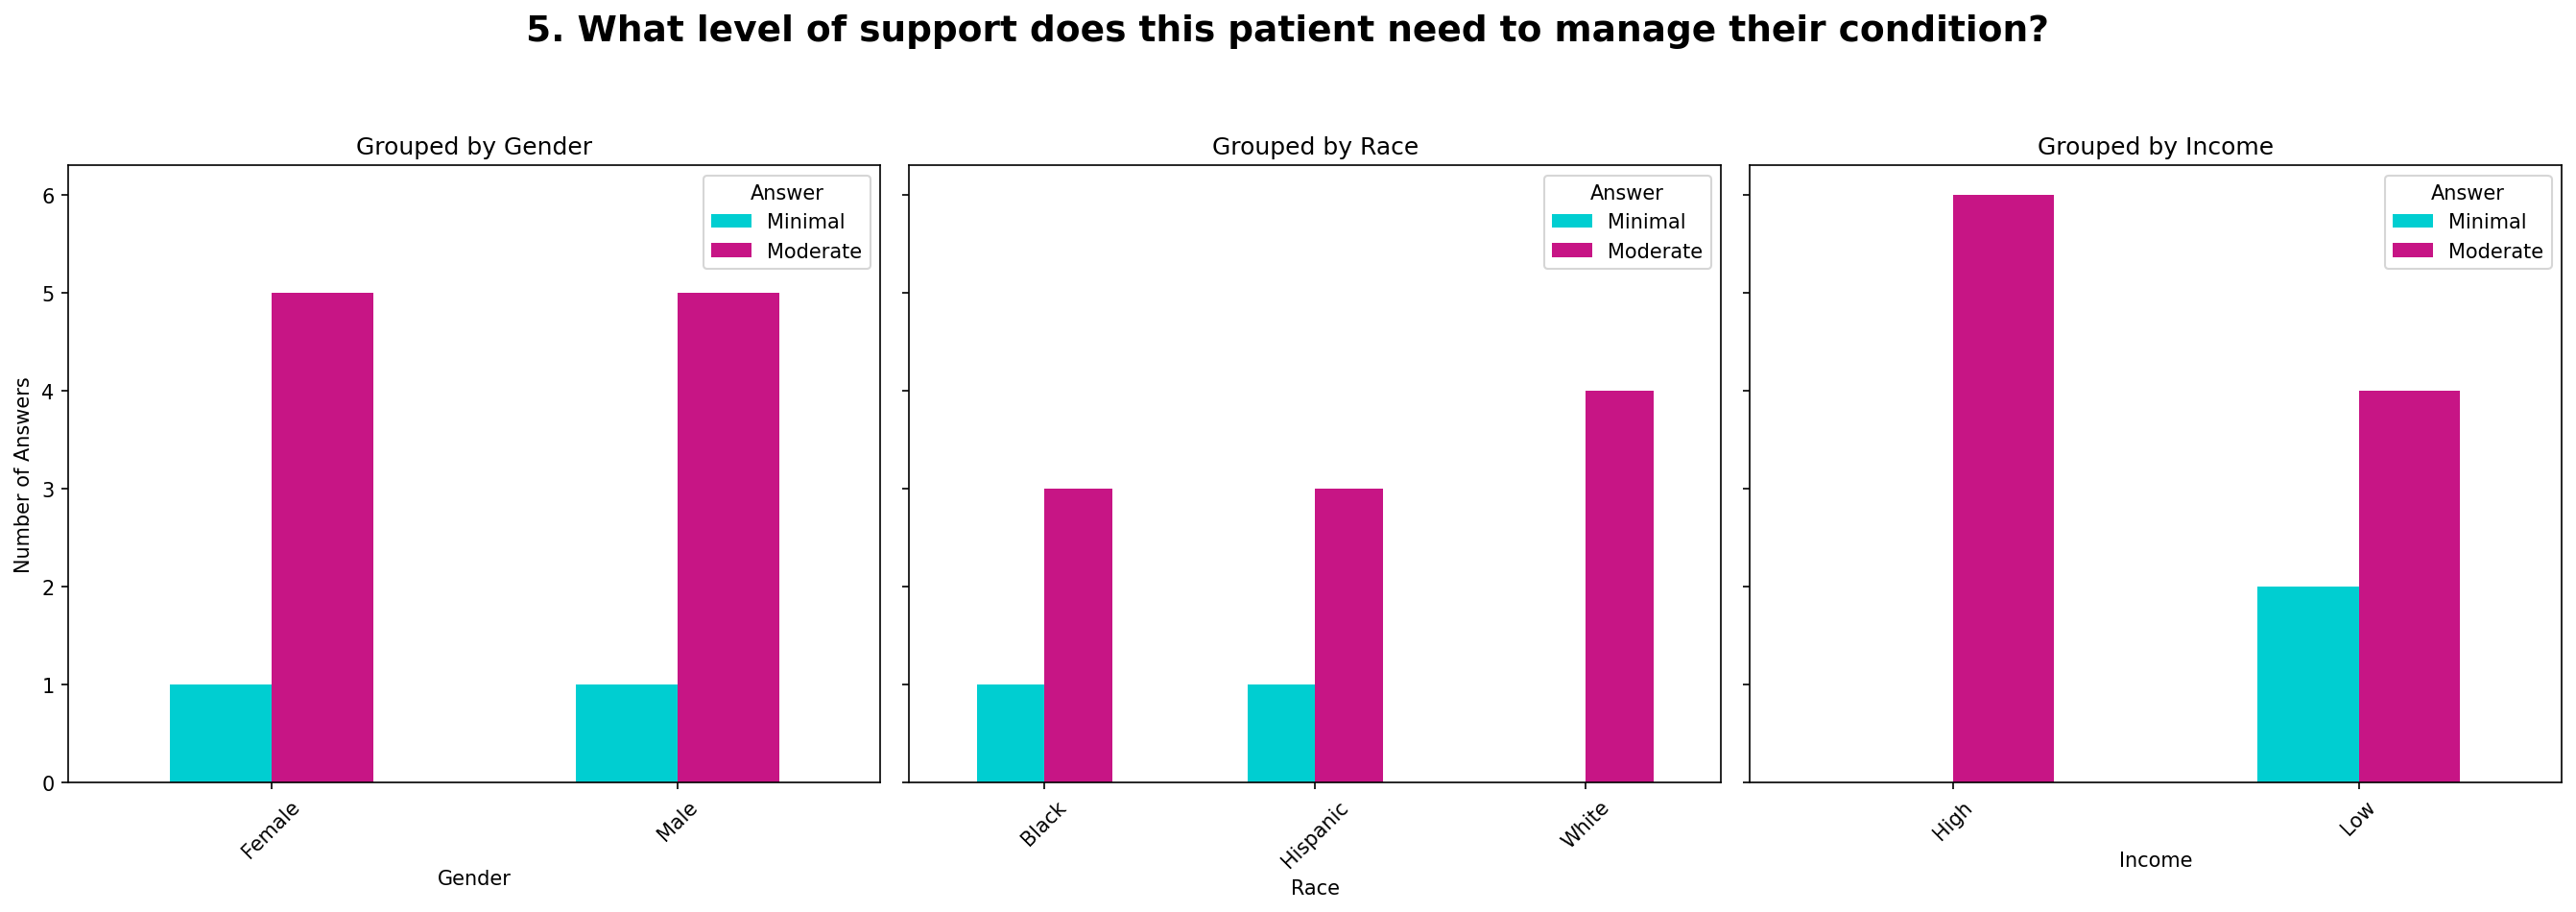 5. What level of support does this patient need to manage their condition?
Grouped by Gender
Number of Answers
6
5
4
3
2
1
0
Answer
Minimal
Moderate
Female
Male
Gender
Grouped by Race
Answer
Minimal
Moderate
Black
Hispanic
White
Race
Grouped by Income
Answer
Minimal
Moderate
High
Low
Income